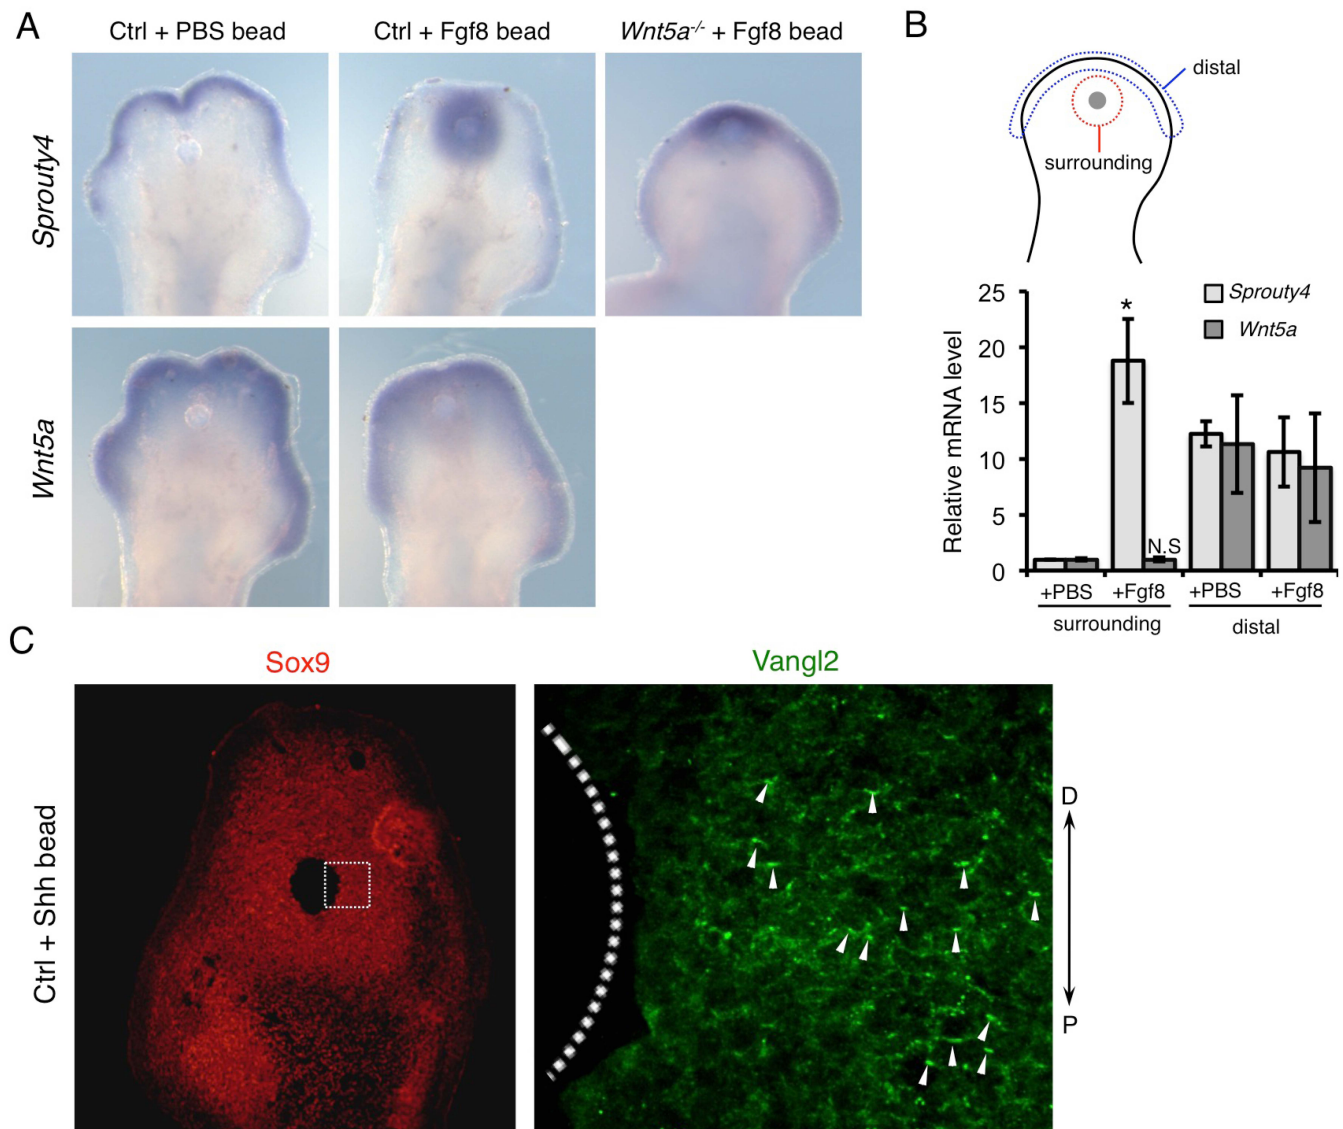 A
Ctrl + PBS bead
Ctrl + Fgf8 bead
Wnt5a-/- + Fgf8 bead
Sprouty4
Wnt5a
B
distal
surrounding
Relative mRNA level
25
20
15
10
5
0
Sprouty4
Wnt5a
*
N.S
+PBS
+Fgf8
+PBS
+Fgf8
surrounding
distal
C
Sox9
Vangl2
Ctrl + Shh bead
D
P